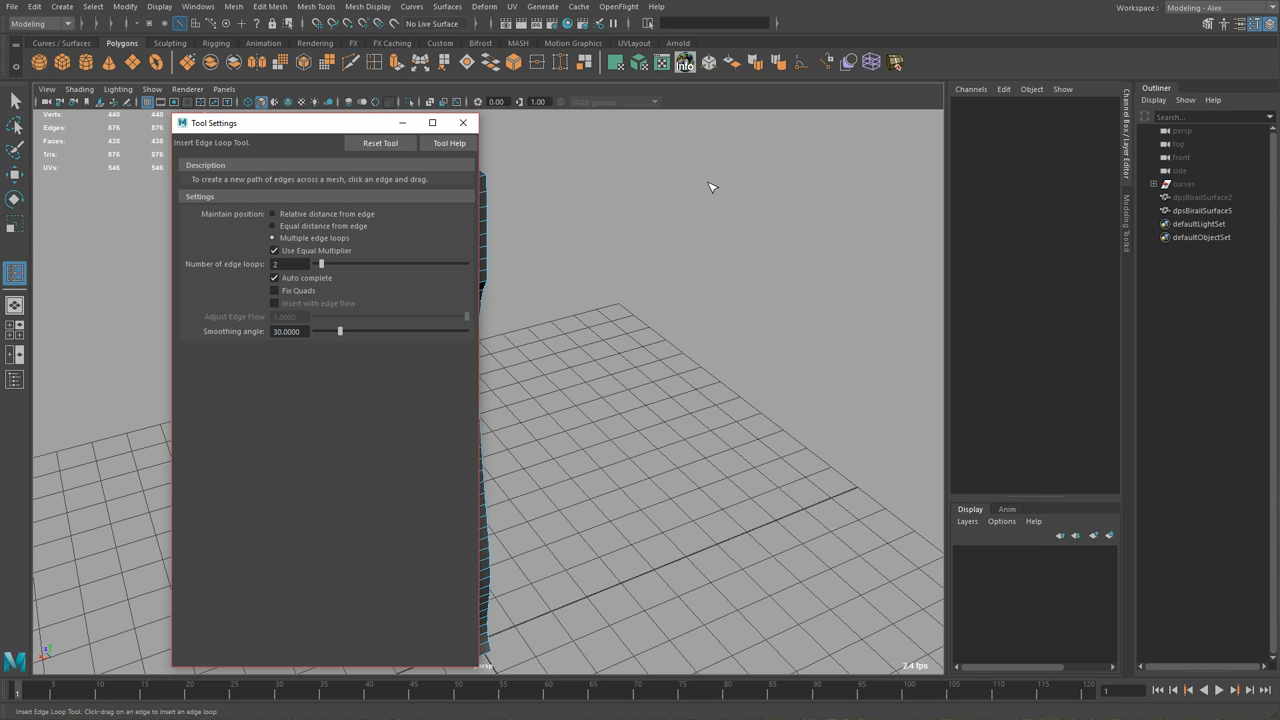 File Edit Create Select Modify Display Windows Mesh Edit Mesh Mesh Tools Mesh Display Curves Surfaces Deform UV Generate Cache OpenFlight Help Workspace : Modeling - Alex
Modeling No Live Surface
Curves / Surfaces Polygons Sculpting Rigging Animation Rendering FX FX Caching Custom Bifrost MASH Motion Graphics UVLayout Arnold
Info
View Shading Lighting Show Renderer Panels Channels Edit Object Show Outliner
0.00 1.00 sRGB gamma Display Show Help
Verts: 440 440
Edges: 876 876
Faces: 438 438
Tris: 876 876
UVs: 546 546
Tool Settings
Insert Edge Loop Tool. Reset Tool Tool Help
Description
To create a new path of edges across a mesh, click an edge and drag.
Settings
Maintain position: Relative distance from edge
Equal distance from edge
Multiple edge loops
Use Equal Multiplier
Number of edge loops: 2
Auto complete
Fix Quads
Insert with edge flow
Adjust Edge Flow 1.0000
Smoothing angle: 30.0000
Channel Box / Layer Editor
Modeling Toolkit
Search...
persp
top
front
side
curves
dpsBirailSurface2
dpsBirailSurface5
defaultLightSet
defaultObjectSet
Display Anim
Layers Options Help
2.4 fps
1 5 10 15 20 25 30 35 40 45 50 55 60 65 70 75 80 85 90 95 100 105 110 115 120 1
Insert Edge Loop Tool: Click-drag on an edge to insert an edge loop.